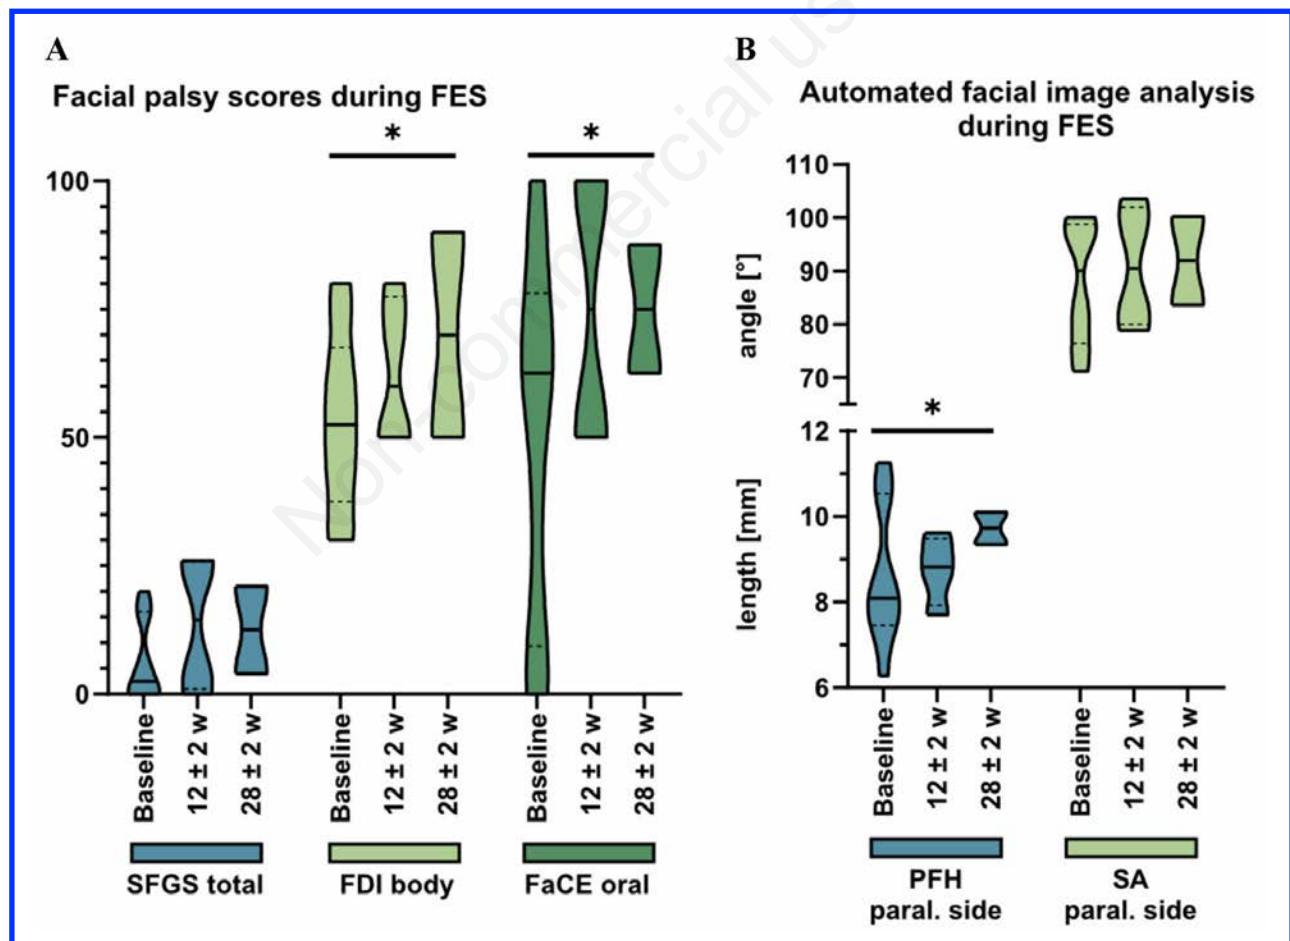 A
Facial palsy scores during FES
*
*
100
50
0
Baseline
12 ± 2 w
28 ± 2 w
Baseline
12 ± 2 w
28 ± 2 w
Baseline
12 ± 2 w
28 ± 2 w
SFGS total
FDI body
FaCE oral
B
Automated facial image analysis
during FES
110
100
90
80
70
angle [°]
*
12
10
8
6
length [mm]
Baseline
12 ± 2 w
28 ± 2 w
Baseline
12 ± 2 w
28 ± 2 w
PFH
paral. side
SA
paral. side
Non-commercial us